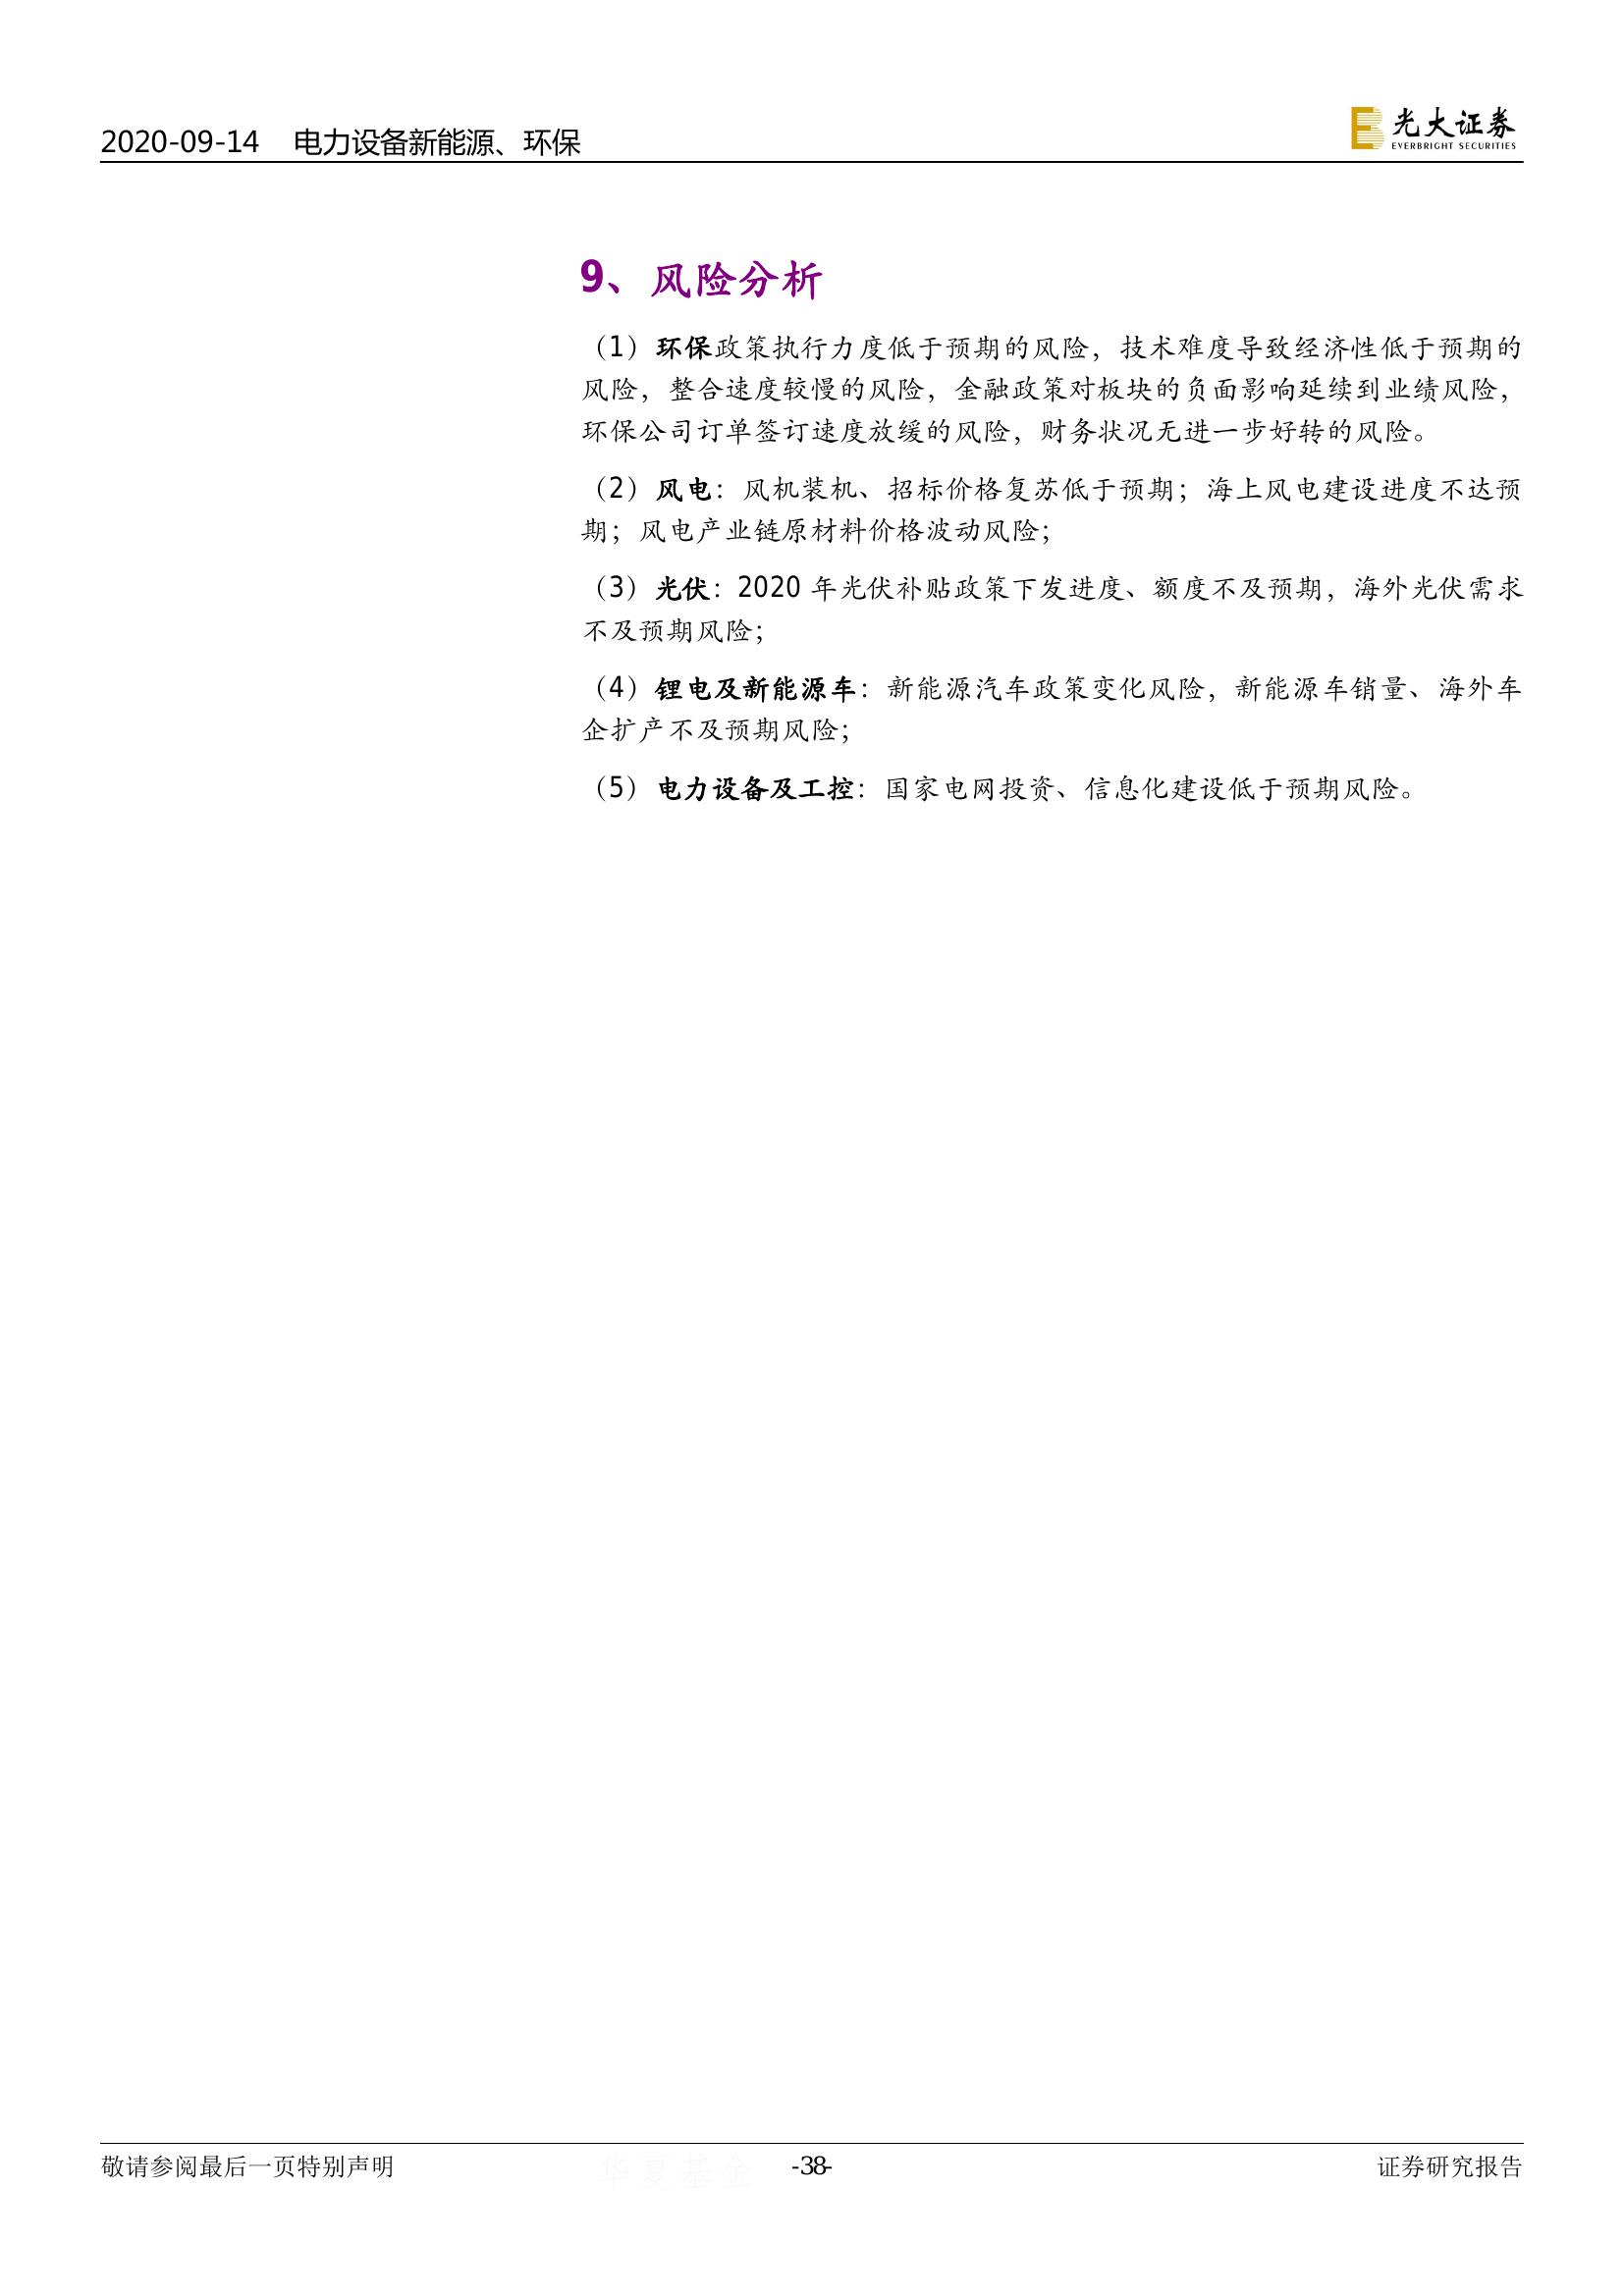 2020-09-14 电力设备新能源、环保
光大证券
EVERBRIGHT SECURITIES
9、风险分析
（1）环保政策执行力度低于预期的风险，技术难度导致经济性低于预期的
风险，整合速度较慢的风险，金融政策对板块的负面影响延续到业绩风险，
环保公司订单签订速度放缓的风险，财务状况无进一步好转的风险。
（2）风电：风机装机、招标价格复苏低于预期；海上风电建设进度不达预
期；风电产业链原材料价格波动风险；
（3）光伏：2020 年光伏补贴政策下发进度、额度不及预期，海外光伏需求
不及预期风险；
（4）锂电及新能源车：新能源汽车政策变化风险，新能源车销量、海外车
企扩产不及预期风险；
（5）电力设备及工控：国家电网投资、信息化建设低于预期风险。
敬请参阅最后一页特别声明
华夏基金
-38-
证券研究报告